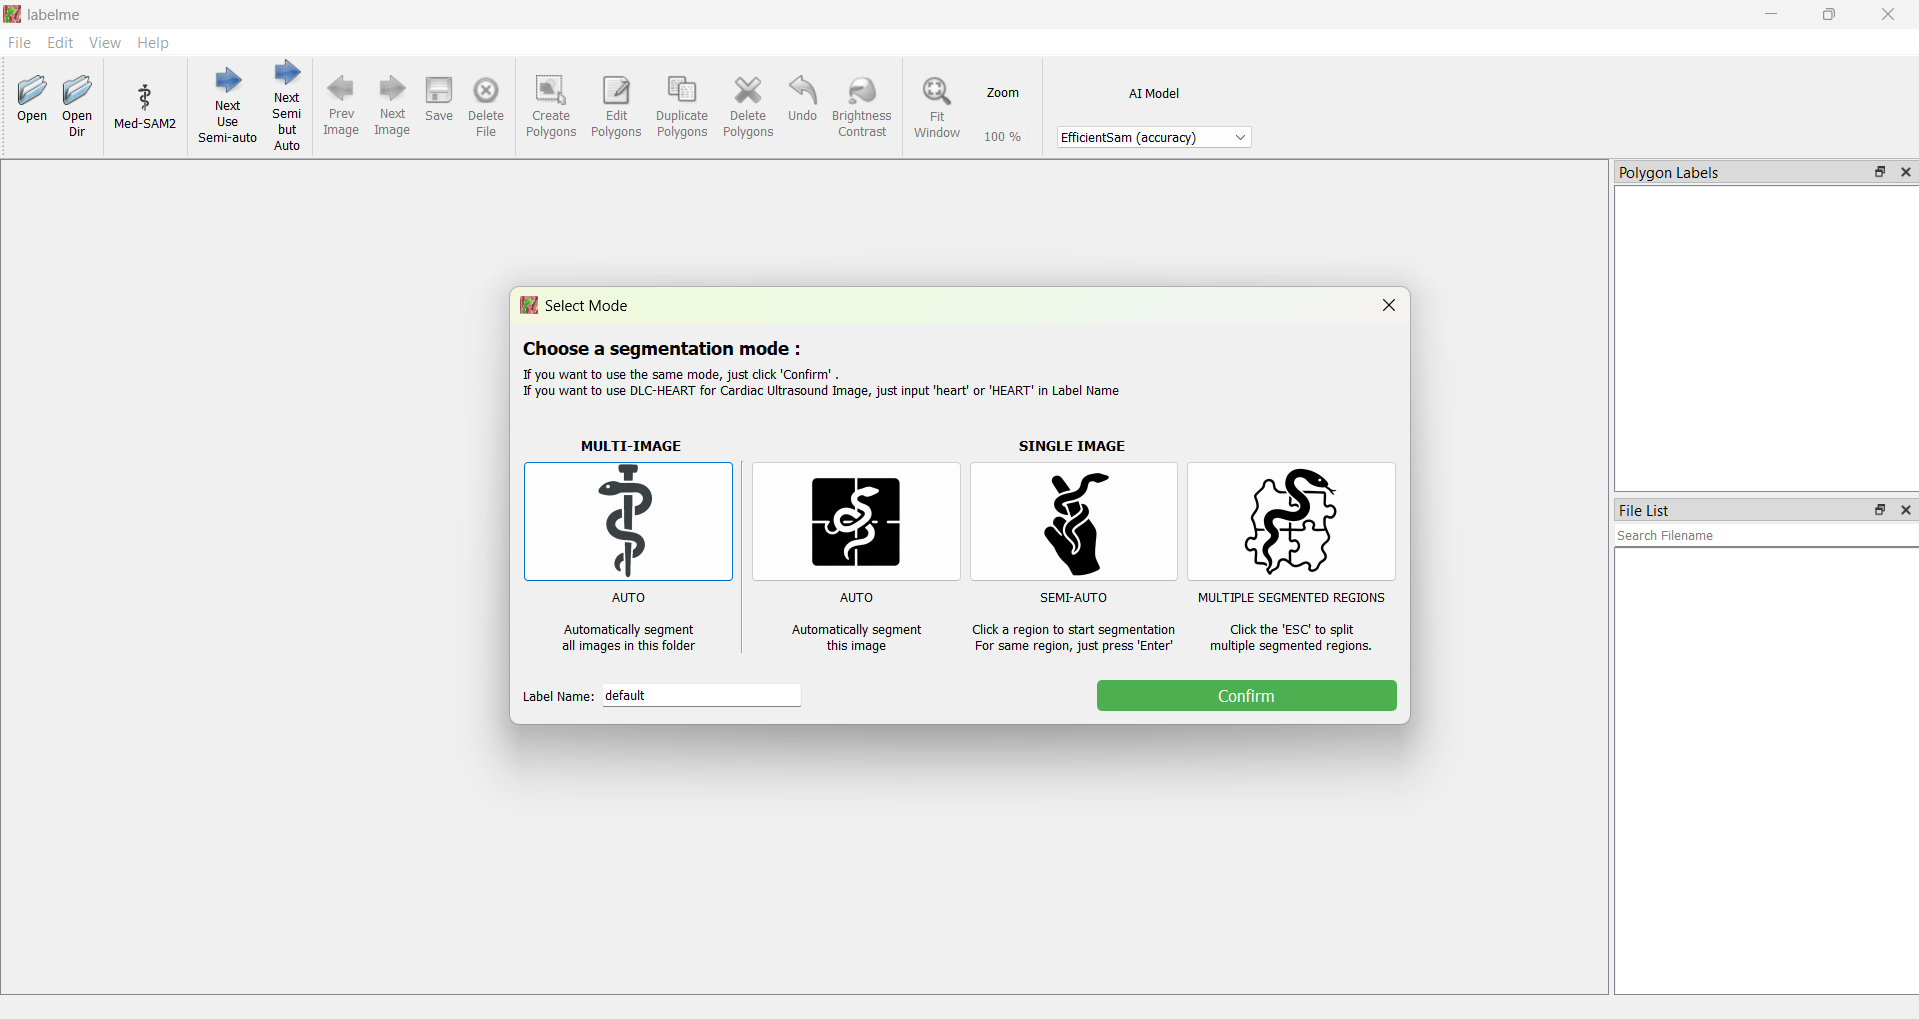 labelme
File Edit View Help
Open
Open
Dir
Med-SAM2
Next
Use
Semi-auto
Next
Semi
but
Auto
Prev
Image
Next
Image
Save
Delete
File
Create
Polygons
Edit
Polygons
Duplicate
Polygons
Delete
Polygons
Undo
Brightness
Contrast
Fit
Window
Zoom
100 %
AI Model
EfficientSam (accuracy)
Polygon Labels
Select Mode
Choose a segmentation mode :
If you want to use the same mode, just click 'Confirm' .
If you want to use DLC-HEART for Cardiac Ultrasound Image, just input 'heart' or 'HEART' in Label Name
MULTI-IMAGE
SINGLE IMAGE
AUTO
Automatically segment
all images in this folder
AUTO
Automatically segment
this image
SEMI-AUTO
Click a region to start segmentation
For same region, just press 'Enter'
MULTIPLE SEGMENTED REGIONS
Click the 'ESC' to split
multiple segmented regions.
Label Name: default
Confirm
File List
Search Filename